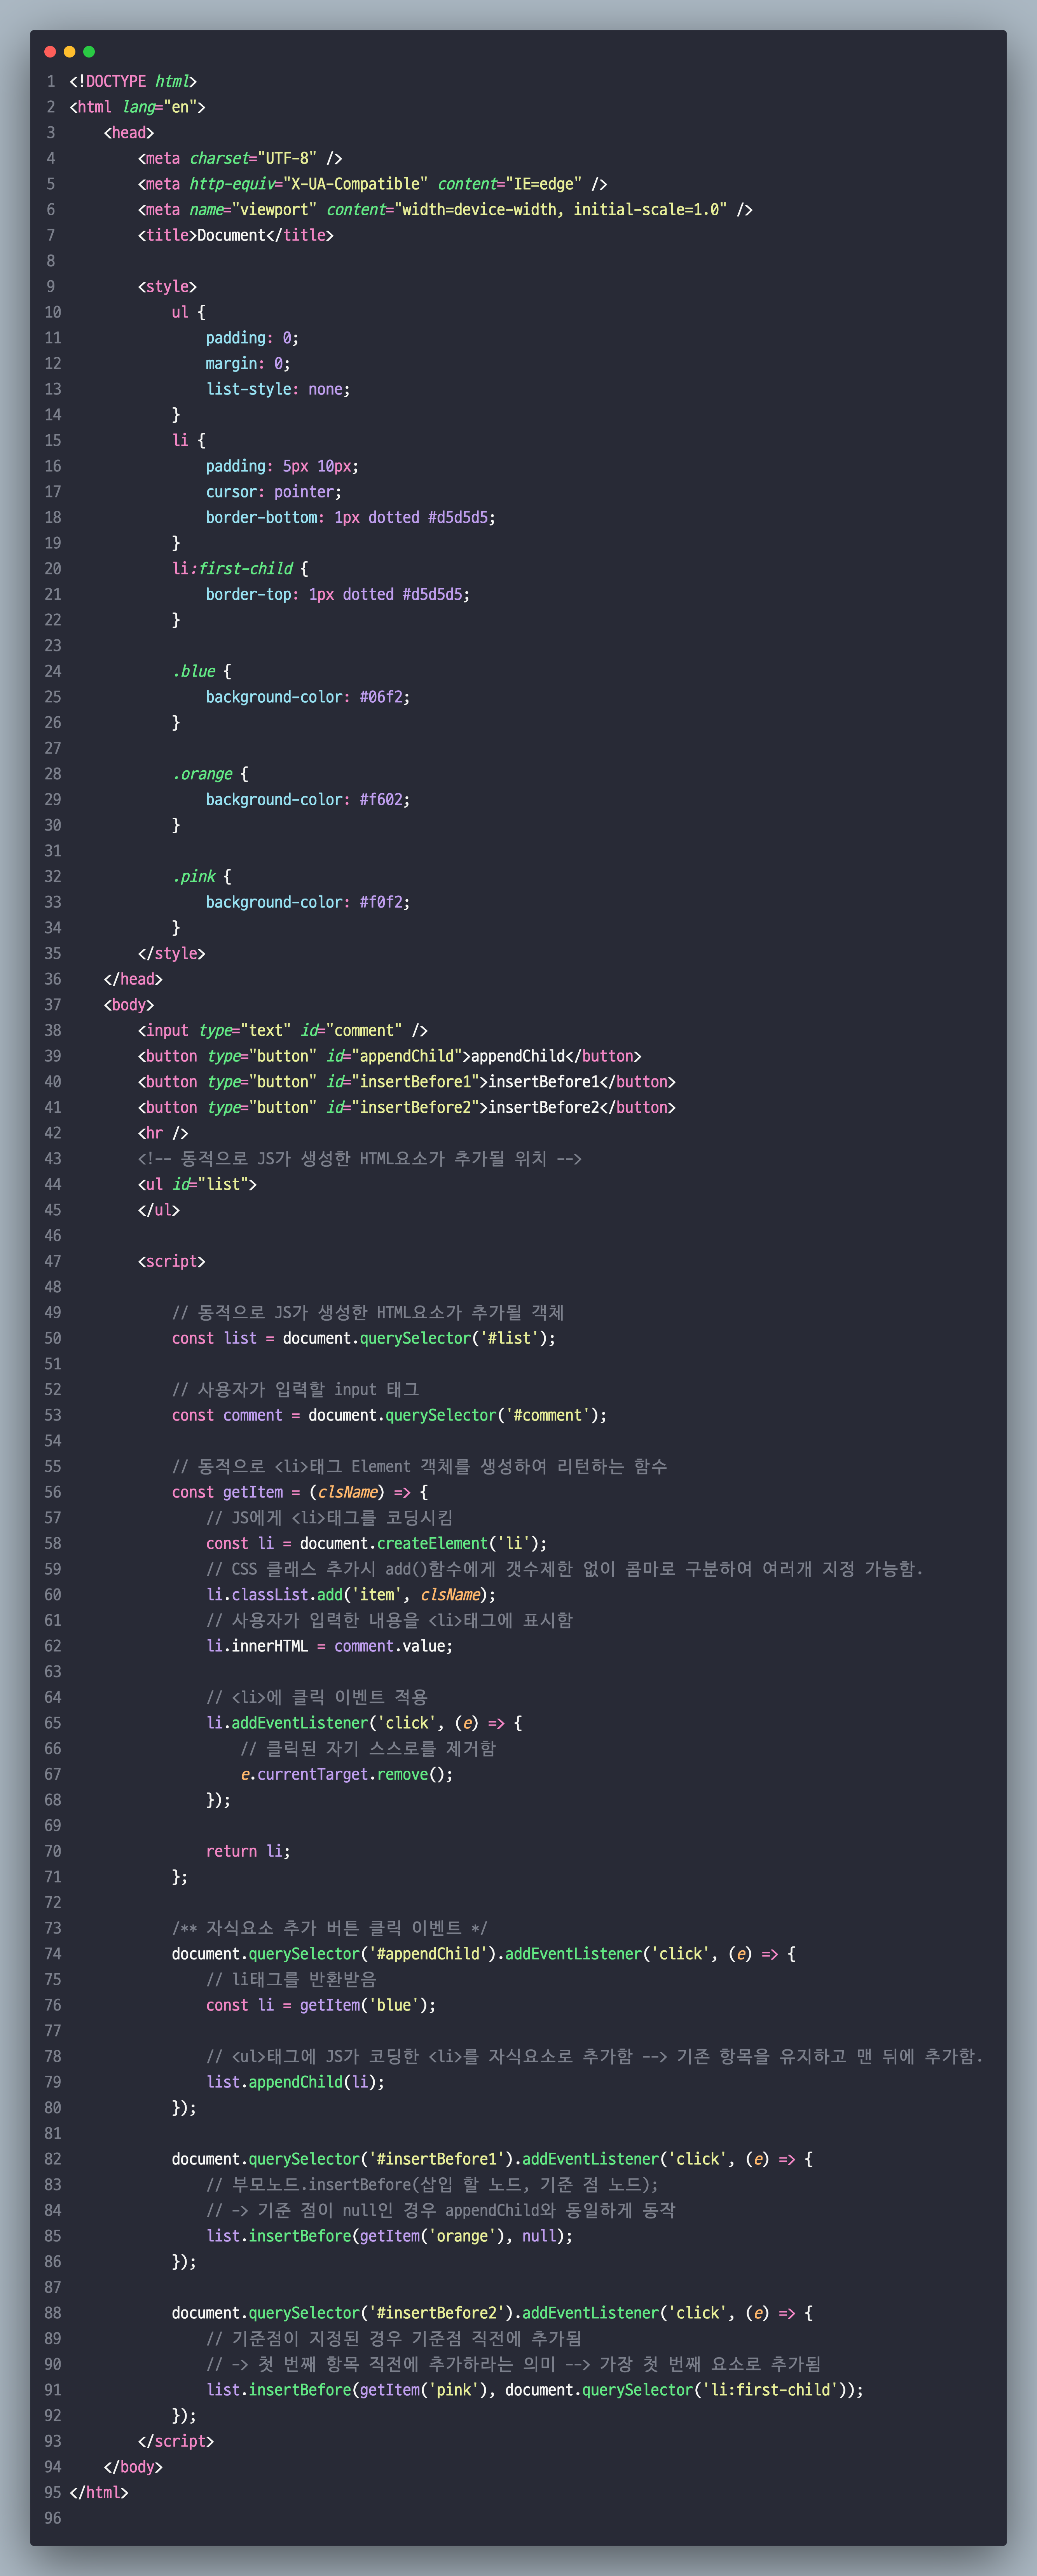 1 <!DOCTYPE html>
2 <html lang="en">
3     <head>
4         <meta charset="UTF-8" />
5         <meta http-equiv="X-UA-Compatible" content="IE=edge" />
6         <meta name="viewport" content="width=device-width, initial-scale=1.0" />
7         <title>Document</title>
8
9         <style>
10             ul {
11                 padding: 0;
12                 margin: 0;
13                 list-style: none;
14             }
15             li {
16                 padding: 5px 10px;
17                 cursor: pointer;
18                 border-bottom: 1px dotted #d5d5d5;
19             }
20             li:first-child {
21                 border-top: 1px dotted #d5d5d5;
22             }
23
24             .blue {
25                 background-color: #06f2;
26             }
27
28             .orange {
29                 background-color: #f602;
30             }
31
32             .pink {
33                 background-color: #f0f2;
34             }
35         </style>
36     </head>
37     <body>
38         <input type="text" id="comment" />
39         <button type="button" id="appendChild">appendChild</button>
40         <button type="button" id="insertBefore1">insertBefore1</button>
41         <button type="button" id="insertBefore2">insertBefore2</button>
42         <hr />
43         <!-- 동적으로 JS가 생성한 HTML요소가 추가될 위치 -->
44         <ul id="list">
45         </ul>
46
47         <script>
48
49             // 동적으로 JS가 생성한 HTML요소가 추가될 객체
50             const list = document.querySelector('#list');
51
52             // 사용자가 입력할 input 태그
53             const comment = document.querySelector('#comment');
54
55             // 동적으로 <li>태그 Element 객체를 생성하여 리턴하는 함수
56             const getItem = (clsName) => {
57                 // JS에게 <li>태그를 코딩시킴
58                 const li = document.createElement('li');
59                 // CSS 클래스 추가시 add()함수에게 갯수제한 없이 콤마로 구분하여 여러개 지정 가능함.
60                 li.classList.add('item', clsName);
61                 // 사용자가 입력한 내용을 <li>태그에 표시함
62                 li.innerHTML = comment.value;
63
64                 // <li>에 클릭 이벤트 적용
65                 li.addEventListener('click', (e) => {
66                     // 클릭된 자기 스스로를 제거함
67                     e.currentTarget.remove();
68                 });
69
70                 return li;
71             };
72
73             /** 자식요소 추가 버튼 클릭 이벤트 */
74             document.querySelector('#appendChild').addEventListener('click', (e) => {
75                 // li태그를 반환받음
76                 const li = getItem('blue');
77
78                 // <ul>태그에 JS가 코딩한 <li>를 자식요소로 추가함 --> 기존 항목을 유지하고 맨 뒤에 추가함.
79                 list.appendChild(li);
80             });
81
82             document.querySelector('#insertBefore1').addEventListener('click', (e) => {
83                 // 부모노드.insertBefore(삽입 할 노드, 기준 점 노드);
84                 // -> 기준 점이 null인 경우 appendChild와 동일하게 동작
85                 list.insertBefore(getItem('orange'), null);
86             });
87
88             document.querySelector('#insertBefore2').addEventListener('click', (e) => {
89                 // 기준점이 지정된 경우 기준점 직전에 추가됨
90                 // -> 첫 번째 항목 직전에 추가하라는 의미 --> 가장 첫 번째 요소로 추가됨
91                 list.insertBefore(getItem('pink'), document.querySelector('li:first-child'));
92             });
93         </script>
94     </body>
95 </html>
96